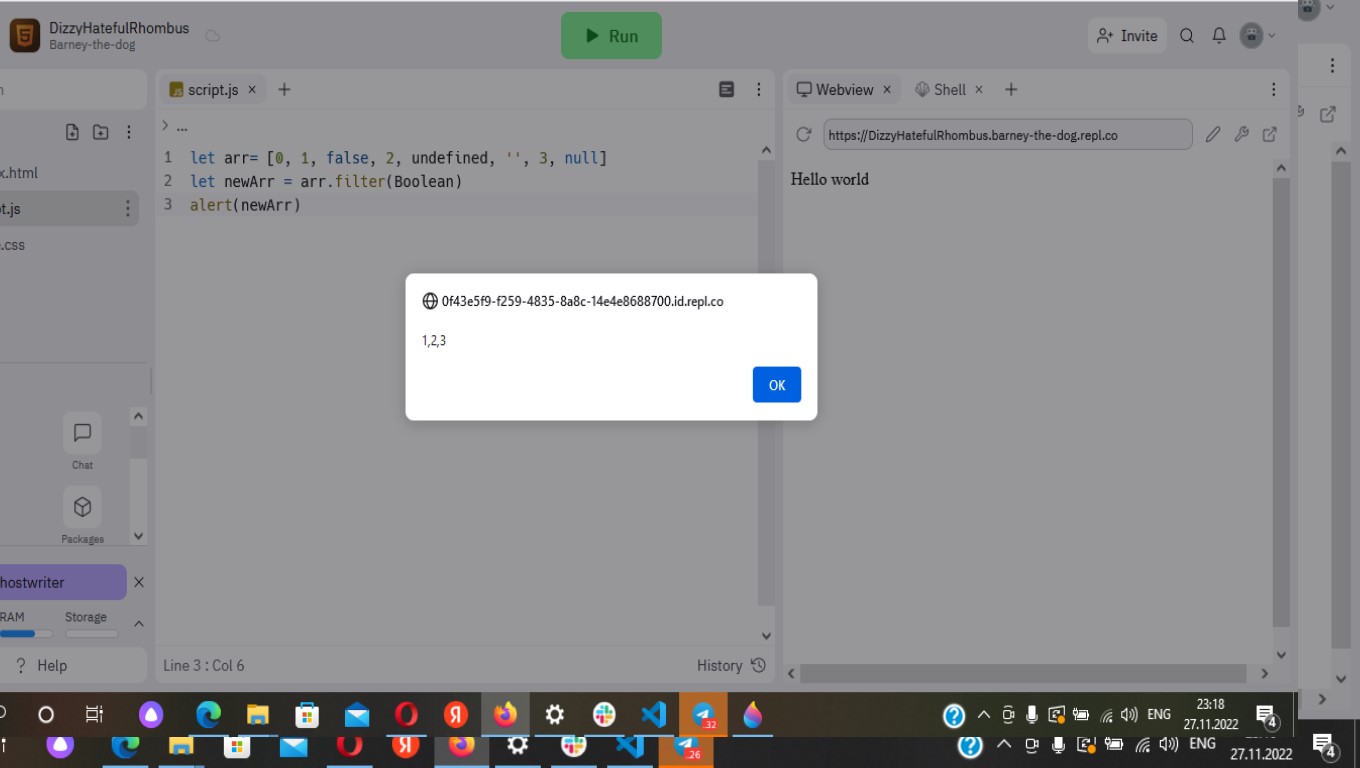 DizzyHatefulRhombus
Barney-the-dog
Run
Invite
script.js
Webview
Shell
...
https://DizzyHatefulRhombus.barney-the-dog.repl.co
x.html
t.js
.css
1 let arr= [0, 1, false, 2, undefined, '', 3, null]
2 let newArr = arr.filter(Boolean)
3 alert(newArr)
Hello world
0f43e5f9-f259-4835-8a8c-14e4e8688700.id.repl.co
1,2,3
OK
Chat
Packages
hostwriter
RAM
Storage
Help
Line 3 : Col 6
History
32
ENG
23:18
27.11.2022
4
26
ENG
27.11.2022
4